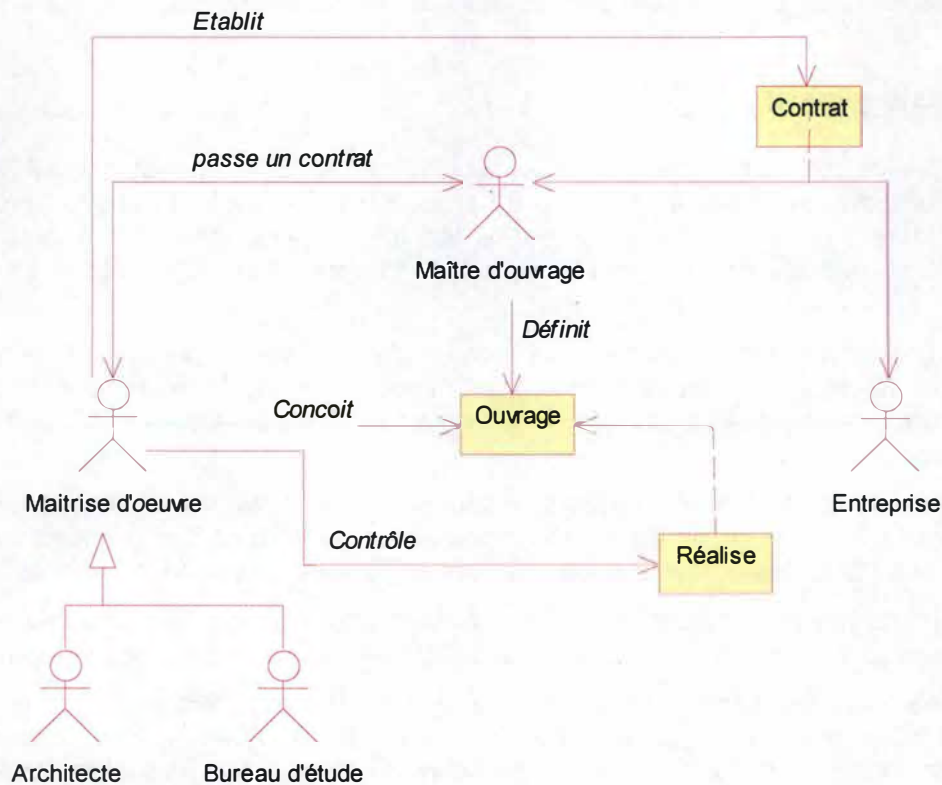 Etablit
Contrat
passe un contrat
Maître d'ouvrage
Définit
Concoit
Ouvrage
Maitrise d'oeuvre
Entreprise
Contrôle
Réalise
Architecte
Bureau d'étude